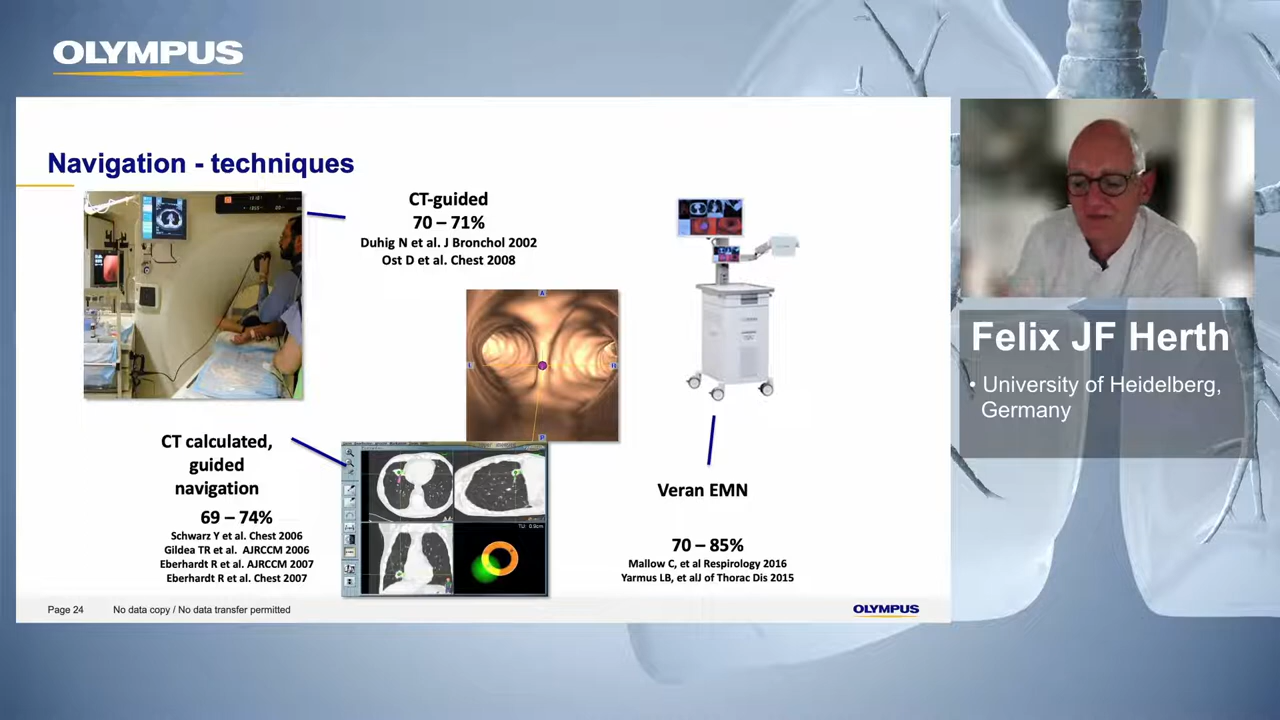 OLYMPUS
Navigation - techniques
CT-guided
70 – 71%
Duhig N et al. J Bronchol 2002
Ost D et al. Chest 2008
CT calculated,
guided
navigation
69 – 74%
Schwarz Y et al. Chest 2006
Gildea TR et al. AJRCCM 2006
Eberhardt R et al. AJRCCM 2007
Eberhardt R et al. Chest 2007
Veran EMN
70 – 85%
Mallow C, et al Respirology 2016
Yarmus LB, et alJ of Thorac Dis 2015
Page 24 No data copy / No data transfer permitted
OLYMPUS
Felix JF Herth
• University of Heidelberg,
Germany